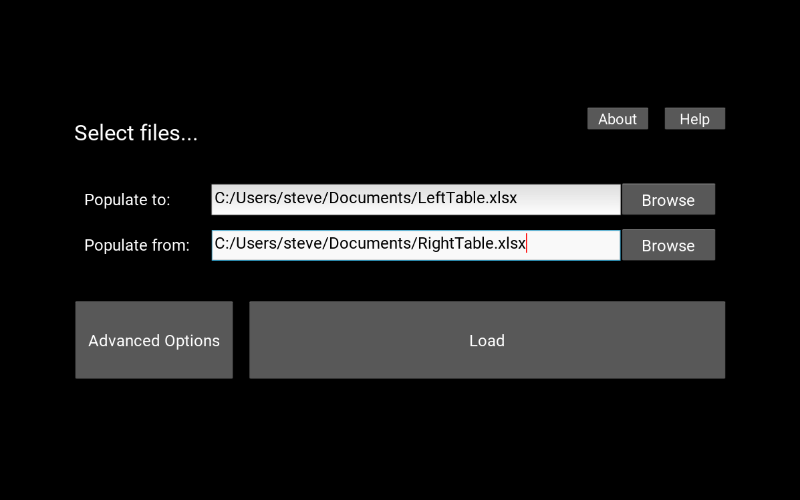 About Help
Select files...
Populate to: C:/Users/steve/Documents/LeftTable.xlsx Browse
Populate from: C:/Users/steve/Documents/RightTable.xlsx Browse
Advanced Options Load